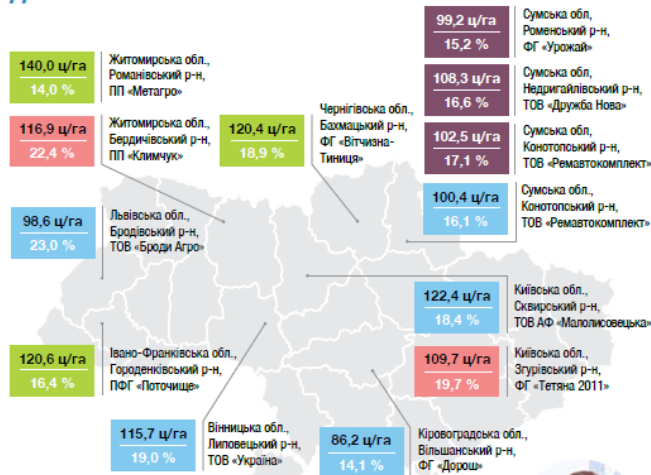 99,2 ц/га
15,2 %
Сумська обл,
Роменський р-н,
ФГ «Урожай»
140,0 ц/га
14,0 %
Житомирська обл.,
Романівський р-н,
ПП «Метагро»
108,3 ц/га
16,6 %
Сумська обл,
Недригайлівський р-н,
ТОВ «Дружба Нова»
116,9 ц/га
22,4 %
Житомирська обл.,
Бердичівський р-н,
ПП «Климчук»
120,4 ц/га
18,9 %
Чернігівська обл.,
Бахмацький р-н,
ФГ «Вітчизна-
Тиниця»
102,5 ц/га
17,1 %
Сумська обл,
Конотопський р-н,
ТОВ «Ремавтокомплект»
100,4 ц/га
16,1 %
Сумська обл.,
Конотопський р-н,
ТОВ «Ремавтокомплект»
98,6 ц/га
23,0 %
Львівська обл.,
Бродівський р-н,
ТОВ «Броди Агро»
122,4 ц/га
18,4 %
Київська обл.,
Сквирський р-н,
ТОВ АФ «Малолисовецька»
120,6 ц/га
16,4 %
Івано-Франківська обл.,
Городенківський р-н,
ПФГ «Поточище»
109,7 ц/га
19,7 %
Київська обл.,
Згурівський р-н,
ФГ «Тетяна 2011»
115,7 ц/га
19,0 %
Вінницька обл.,
Липовецький р-н,
ТОВ «Україна»
86,2 ц/га
14,1 %
Кіровоградська обл.,
Вільшанський р-н,
ФГ «Дорош»